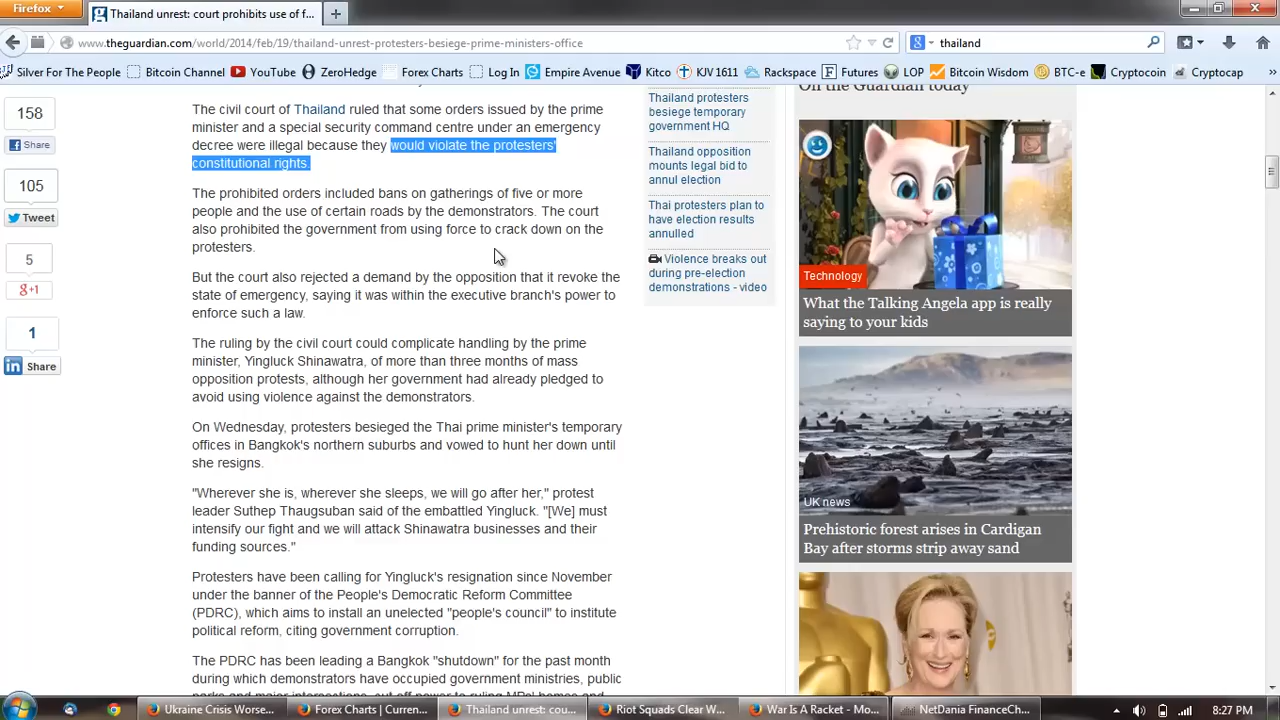 Firefox
Thailand unrest: court prohibits use of f...
www.theguardian.com/world/2014/feb/19/thailand-unrest-protesters-besiege-prime-ministers-office
thailand
Silver For The People
Bitcoin Channel
YouTube
ZeroHedge
Forex Charts
Log In
Empire Avenue
Kitco
KJV 1611
Rackspace
Futures
LOP
Bitcoin Wisdom
BTC-e
Cryptocoin
Cryptocap
»
158
Share
105
Tweet
5
+1
1
Share
The civil court of Thailand ruled that some orders issued by the prime
minister and a special security command centre under an emergency
decree were illegal because they would violate the protesters'
constitutional rights.
The prohibited orders included bans on gatherings of five or more
people and the use of certain roads by the demonstrators. The court
also prohibited the government from using force to crack down on the
protesters.
But the court also rejected a demand by the opposition that it revoke the
state of emergency, saying it was within the executive branch's power to
enforce such a law.
The ruling by the civil court could complicate handling by the prime
minister, Yingluck Shinawatra, of more than three months of mass
opposition protests, although her government had already pledged to
avoid using violence against the demonstrators.
On Wednesday, protesters besieged the Thai prime minister's temporary
offices in Bangkok's northern suburbs and vowed to hunt her down until
she resigns.
"Wherever she is, wherever she sleeps, we will go after her," protest
leader Suthep Thaugsuban said of the embattled Yingluck. "[We] must
intensify our fight and we will attack Shinawatra businesses and their
funding sources."
Protesters have been calling for Yingluck's resignation since November
under the banner of the People's Democratic Reform Committee
(PDRC), which aims to install an unelected "people's council" to institute
political reform, citing government corruption.
The PDRC has been leading a Bangkok "shutdown" for the past month
during which demonstrators have occupied government ministries, public
parks and major intersections, cut off power to ruling MPs' homes and
Thailand protesters
besiege temporary
government HQ
Thailand opposition
mounts legal bid to
annul election
Thai protesters plan to
have election results
annulled
Violence breaks out
during pre-election
demonstrations - video
On the Guardian today
Technology
What the Talking Angela app is really
saying to your kids
UK news
Prehistoric forest arises in Cardigan
Bay after storms strip away sand
Ukraine Crisis Worse...
Forex Charts | Curren...
Thailand unrest: cou...
Riot Squads Clear W...
War Is A Racket - Mo...
NetDania FinanceCh...
8:27 PM